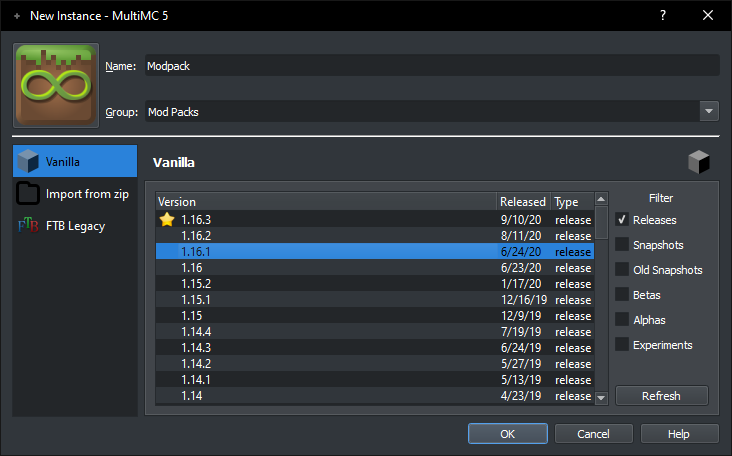 New Instance - MultiMC 5
Name: Modpack
Group: Mod Packs
Vanilla
Import from zip
FTB Legacy
Vanilla
Version Released Type
1.16.3 9/10/20 release
1.16.2 8/11/20 release
1.16.1 6/24/20 release
1.16 6/23/20 release
1.15.2 1/17/20 release
1.15.1 12/16/19 release
1.15 12/9/19 release
1.14.4 7/19/19 release
1.14.3 6/24/19 release
1.14.2 5/27/19 release
1.14.1 5/13/19 release
1.14 4/23/19 release
Filter
Releases
Snapshots
Old Snapshots
Betas
Alphas
Experiments
Refresh
OK Cancel Help